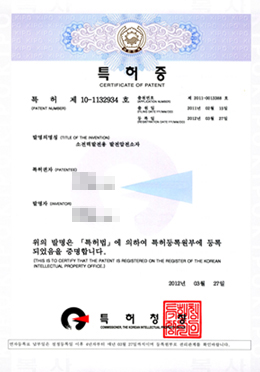 특허증
CERTIFICATE OF PATENT
특 허 제 10-1132934 호
(PATENT NUMBER)
출원번호 제 2011-0013389 호
(APPLICATION NUMBER)
출 원 일 2011년 02월 15일
(FILING DATE:YY/MM/DD)
등 록 일 2012년 03월 27일
(REGISTRATION DATE:YY/MM/DD)
발명의명칭 (TITLE OF THE INVENTION)
소전력발전용 발전압전소자
특허권자 (PATENTEE)
발명자 (INVENTOR)
위의 발명은 「특허법」에 의하여 특허등록원부에 등록
되었음을 증명합니다.
(THIS IS TO CERTIFY THAT THE PATENT IS REGISTERED ON THE REGISTER OF THE KOREAN
INTELLECTUAL PROPERTY OFFICE.)
2012년 03월 27일
특 허 청
COMMISSIONER, THE KOREAN INTELLECTUAL PROPERTY OFFICE